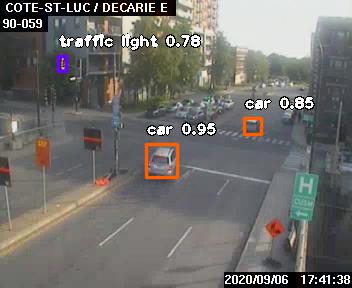 COTE-ST-LUC / DECARIE E
90-059
traffic light 0.78
car 0.85
car 0.95
H
CUSM
2020/09/06 17:41:38